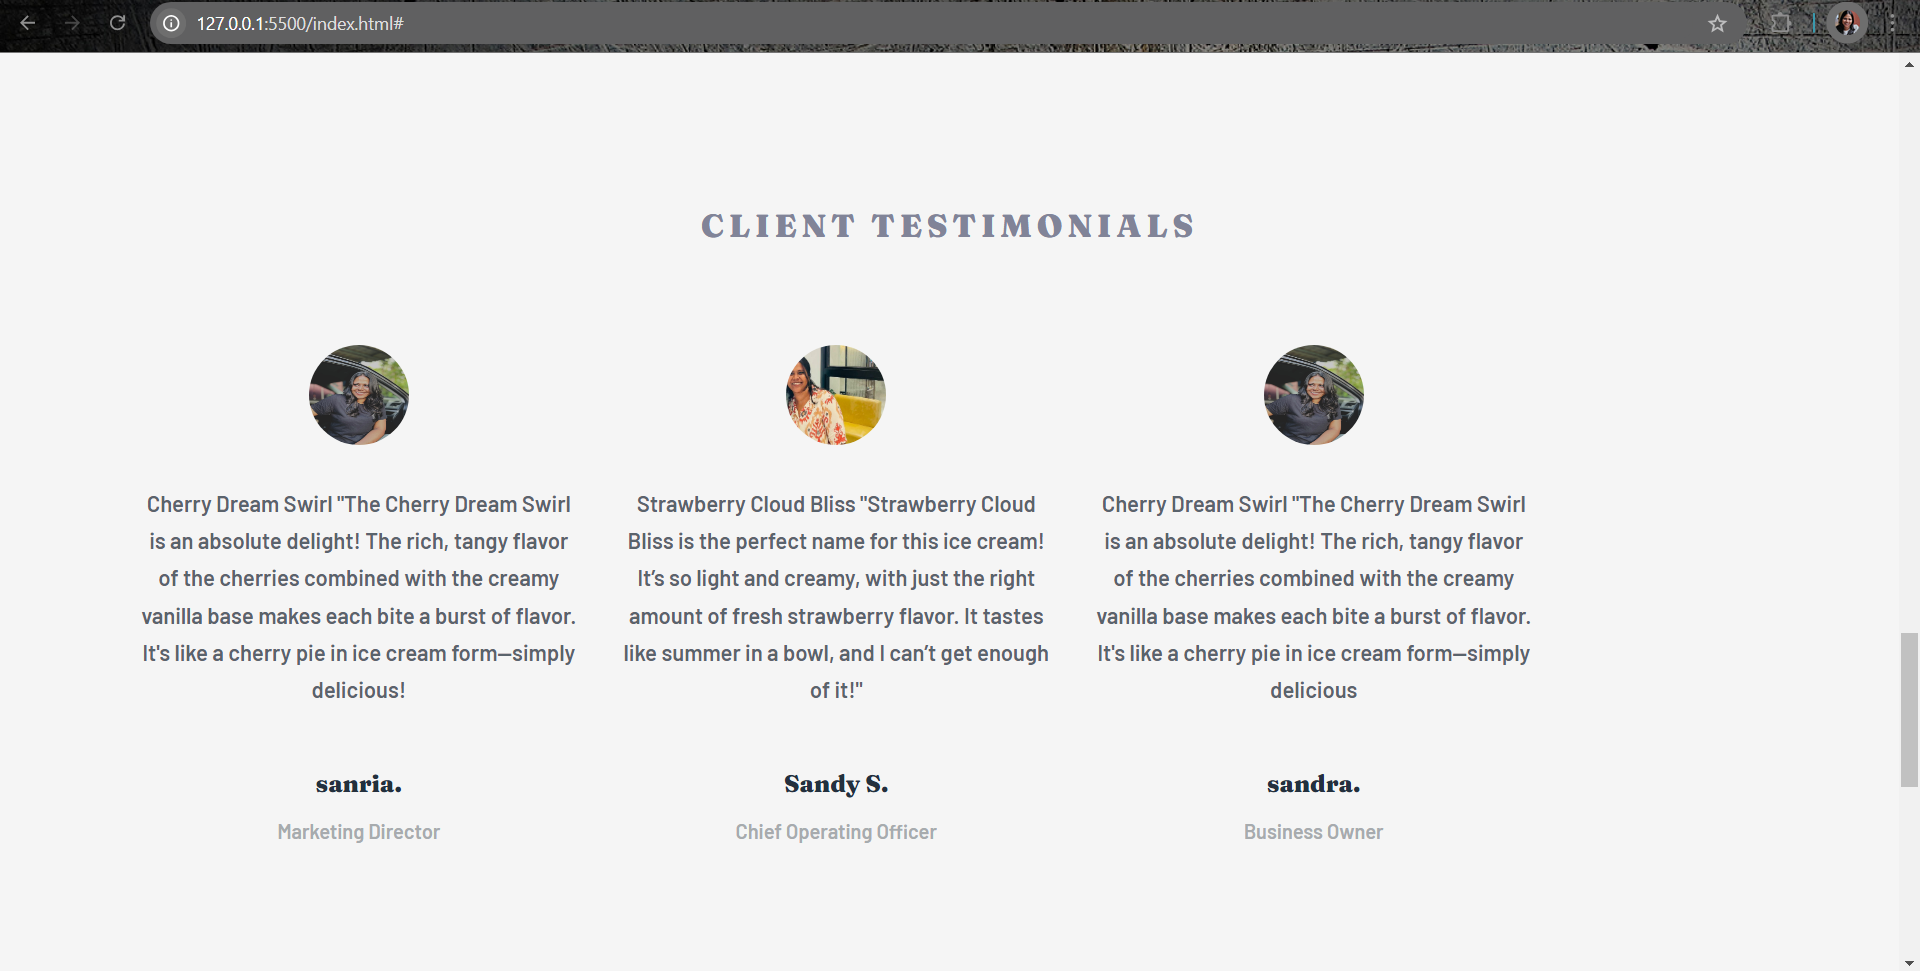 127.0.0.1:5500/index.html#
CLIENT TESTIMONIALS
Cherry Dream Swirl "The Cherry Dream Swirl
is an absolute delight! The rich, tangy flavor
of the cherries combined with the creamy
vanilla base makes each bite a burst of flavor.
It's like a cherry pie in ice cream form—simply
delicious!
sanria.
Marketing Director
Strawberry Cloud Bliss "Strawberry Cloud
Bliss is the perfect name for this ice cream!
It’s so light and creamy, with just the right
amount of fresh strawberry flavor. It tastes
like summer in a bowl, and I can’t get enough
of it!"
Sandy S.
Chief Operating Officer
Cherry Dream Swirl "The Cherry Dream Swirl
is an absolute delight! The rich, tangy flavor
of the cherries combined with the creamy
vanilla base makes each bite a burst of flavor.
It's like a cherry pie in ice cream form—simply
delicious
sandra.
Business Owner